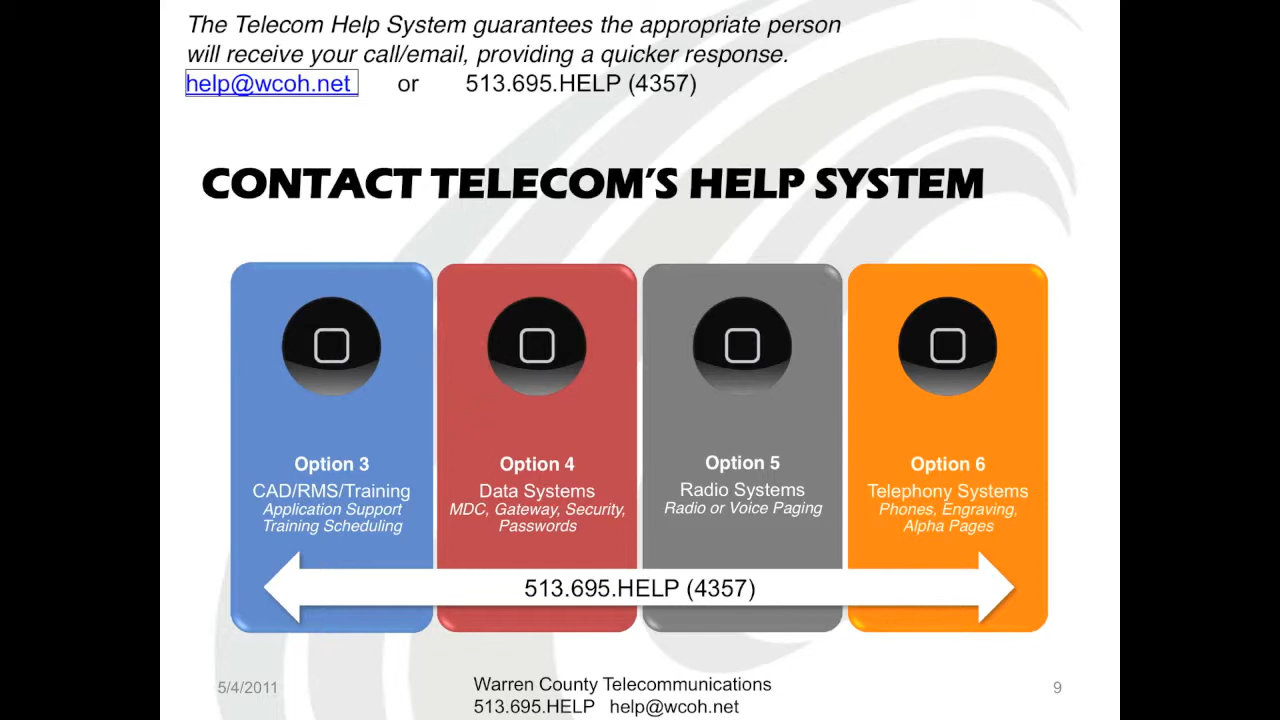 The Telecom Help System guarantees the appropriate person
will receive your call/email, providing a quicker response.
help@wcoh.net or 513.695.HELP (4357)
CONTACT TELECOM'S HELP SYSTEM
Option 3
CAD/RMS/Training
Application Support
Training Scheduling
Option 4
Data Systems
MDC, Gateway, Security,
Passwords
Option 5
Radio Systems
Radio or Voice Paging
Option 6
Telephony Systems
Phones, Engraving,
Alpha Pages
513.695.HELP (4357)
5/4/2011
Warren County Telecommunications
513.695.HELP help@wcoh.net
9